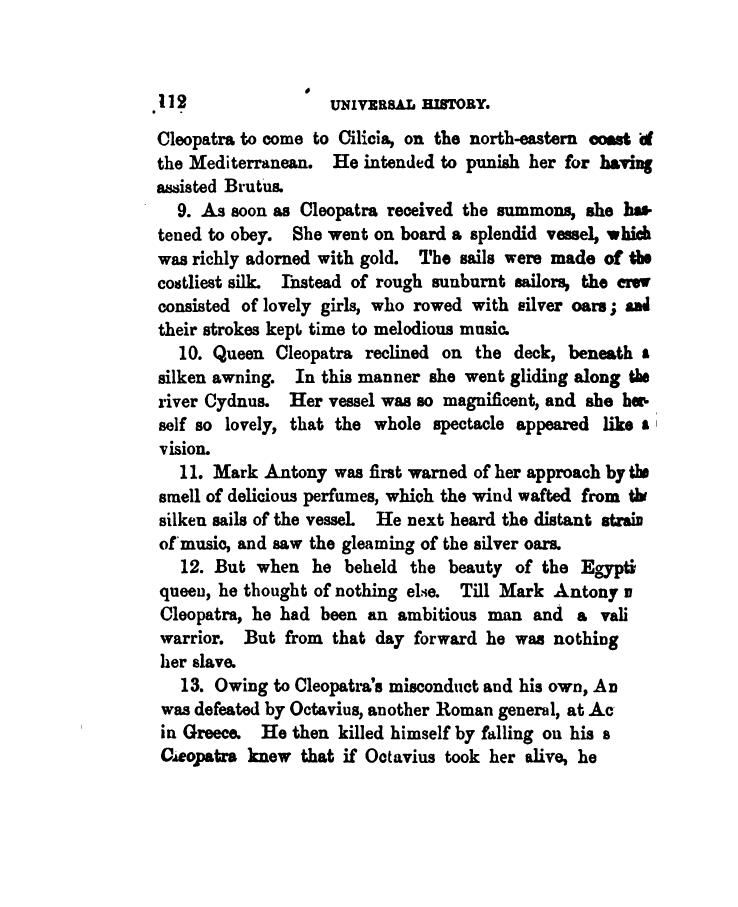 112 UNIVERSAL HISTORY.
Cleopatra to come to Cilicia, on the north-eastern coast of
the Mediterranean. He intended to punish her for having
assisted Brutus.
9. As soon as Cleopatra received the summons, she has-
tened to obey. She went on board a splendid vessel, which
was richly adorned with gold. The sails were made of the
costliest silk. Instead of rough sunburnt sailors, the crew
consisted of lovely girls, who rowed with silver oars; and
their strokes kept time to melodious music.
10. Queen Cleopatra reclined on the deck, beneath a
silken awning. In this manner she went gliding along the
river Cydnus. Her vessel was so magnificent, and she her-
self so lovely, that the whole spectacle appeared like a
vision.
11. Mark Antony was first warned of her approach by the
smell of delicious perfumes, which the wind wafted from the
silken sails of the vessel. He next heard the distant strain
of music, and saw the gleaming of the silver oars.
12. But when he beheld the beauty of the Egypti
queen, he thought of nothing else. Till Mark Antony
Cleopatra, he had been an ambitious man and a vali
warrior. But from that day forward he was nothing
her slave.
13. Owing to Cleopatra's misconduct and his own, An
was defeated by Octavius, another Roman general, at Ac
in Greece. He then killed himself by falling on his s
Cleopatra knew that if Octavius took her alive, he